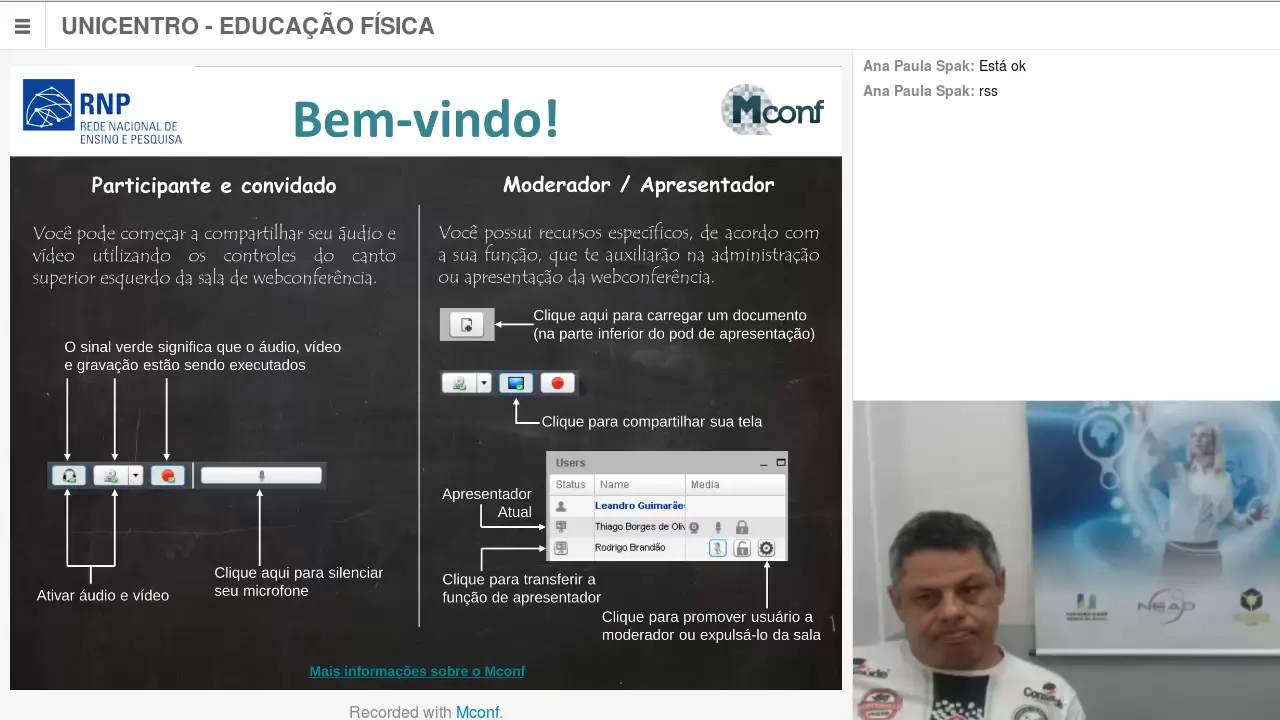 UNICENTRO - EDUCAÇÃO FÍSICA
RNP
REDE NACIONAL DE
ENSINO E PESQUISA
Bem-vindo!
Mconf
Participante e convidado
Você pode começar a compartilhar seu áudio e
vídeo utilizando os controles do canto
superior esquerdo da sala de webconferência.
O sinal verde significa que o áudio, vídeo
e gravação estão sendo executados
Ativar áudio e vídeo
Clique aqui para silenciar
seu microfone
Moderador / Apresentador
Você possui recursos específicos, de acordo com
a sua função, que te auxiliarão na administração
ou apresentação da webconferência.
Clique aqui para carregar um documento
(na parte inferior do pod de apresentação)
Clique para compartilhar sua tela
Users
Status Name Media
Leandro Guimarães
Thiago Borges de Oliv
Rodrigo Brandão
Apresentador
Atual
Clique para transferir a
função de apresentador
Clique para promover usuário a
moderador ou expulsá-lo da sala
Mais informações sobre o Mconf
Recorded with Mconf.
Ana Paula Spak: Está ok
Ana Paula Spak: rss
NEAD